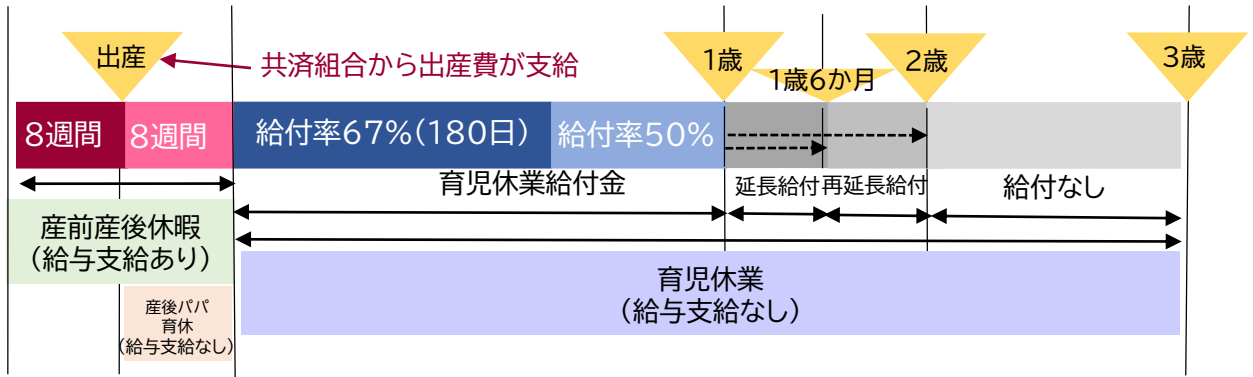 出産
共済組合から出産費が支給
1歳
1歳6か月
2歳
3歳
8週間
8週間
給付率67%(180日)
給付率50%
育児休業給付金
延長給付
再延長給付
給付なし
産前産後休暇
(給与支給あり)
育児休業
(給与支給なし)
産後パパ
育休
(給与支給なし)